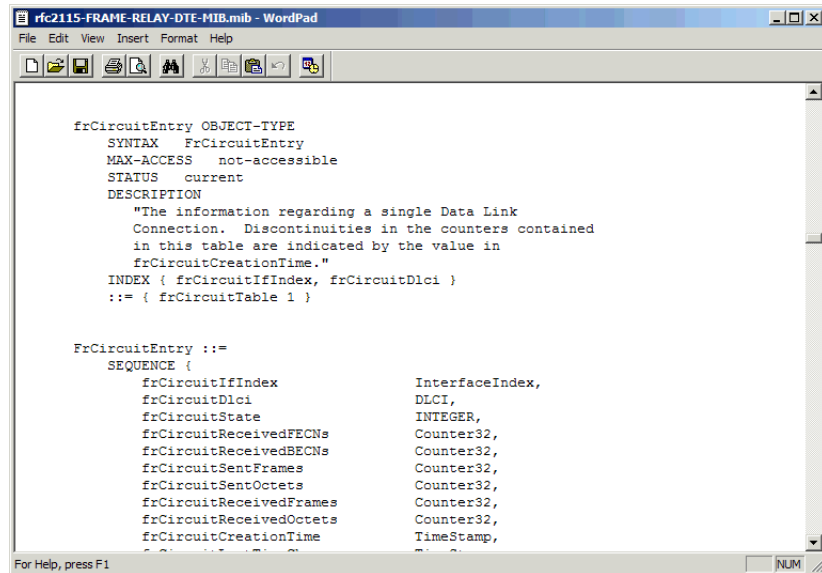 rfc2115-FRAME-RELAY-DTE-MIB.mib - WordPad
File Edit View Insert Format Help
frCircuitEntry OBJECT-TYPE
SYNTAX FrCircuitEntry
MAX-ACCESS not-accessible
STATUS current
DESCRIPTION
"The information regarding a single Data Link
Connection. Discontinuities in the counters contained
in this table are indicated by the value in
frCircuitCreationTime."
INDEX { frCircuitIfIndex, frCircuitDlci }
::= { frCircuitTable 1 }
FrCircuitEntry ::=
SEQUENCE {
frCircuitIfIndex InterfaceIndex,
frCircuitDlci DLCI,
frCircuitState INTEGER,
frCircuitReceivedFECNs Counter32,
frCircuitReceivedBECNs Counter32,
frCircuitSentFrames Counter32,
frCircuitSentOctets Counter32,
frCircuitReceivedFrames Counter32,
frCircuitReceivedOctets Counter32,
frCircuitCreationTime TimeStamp,
For Help, press F1
NUM